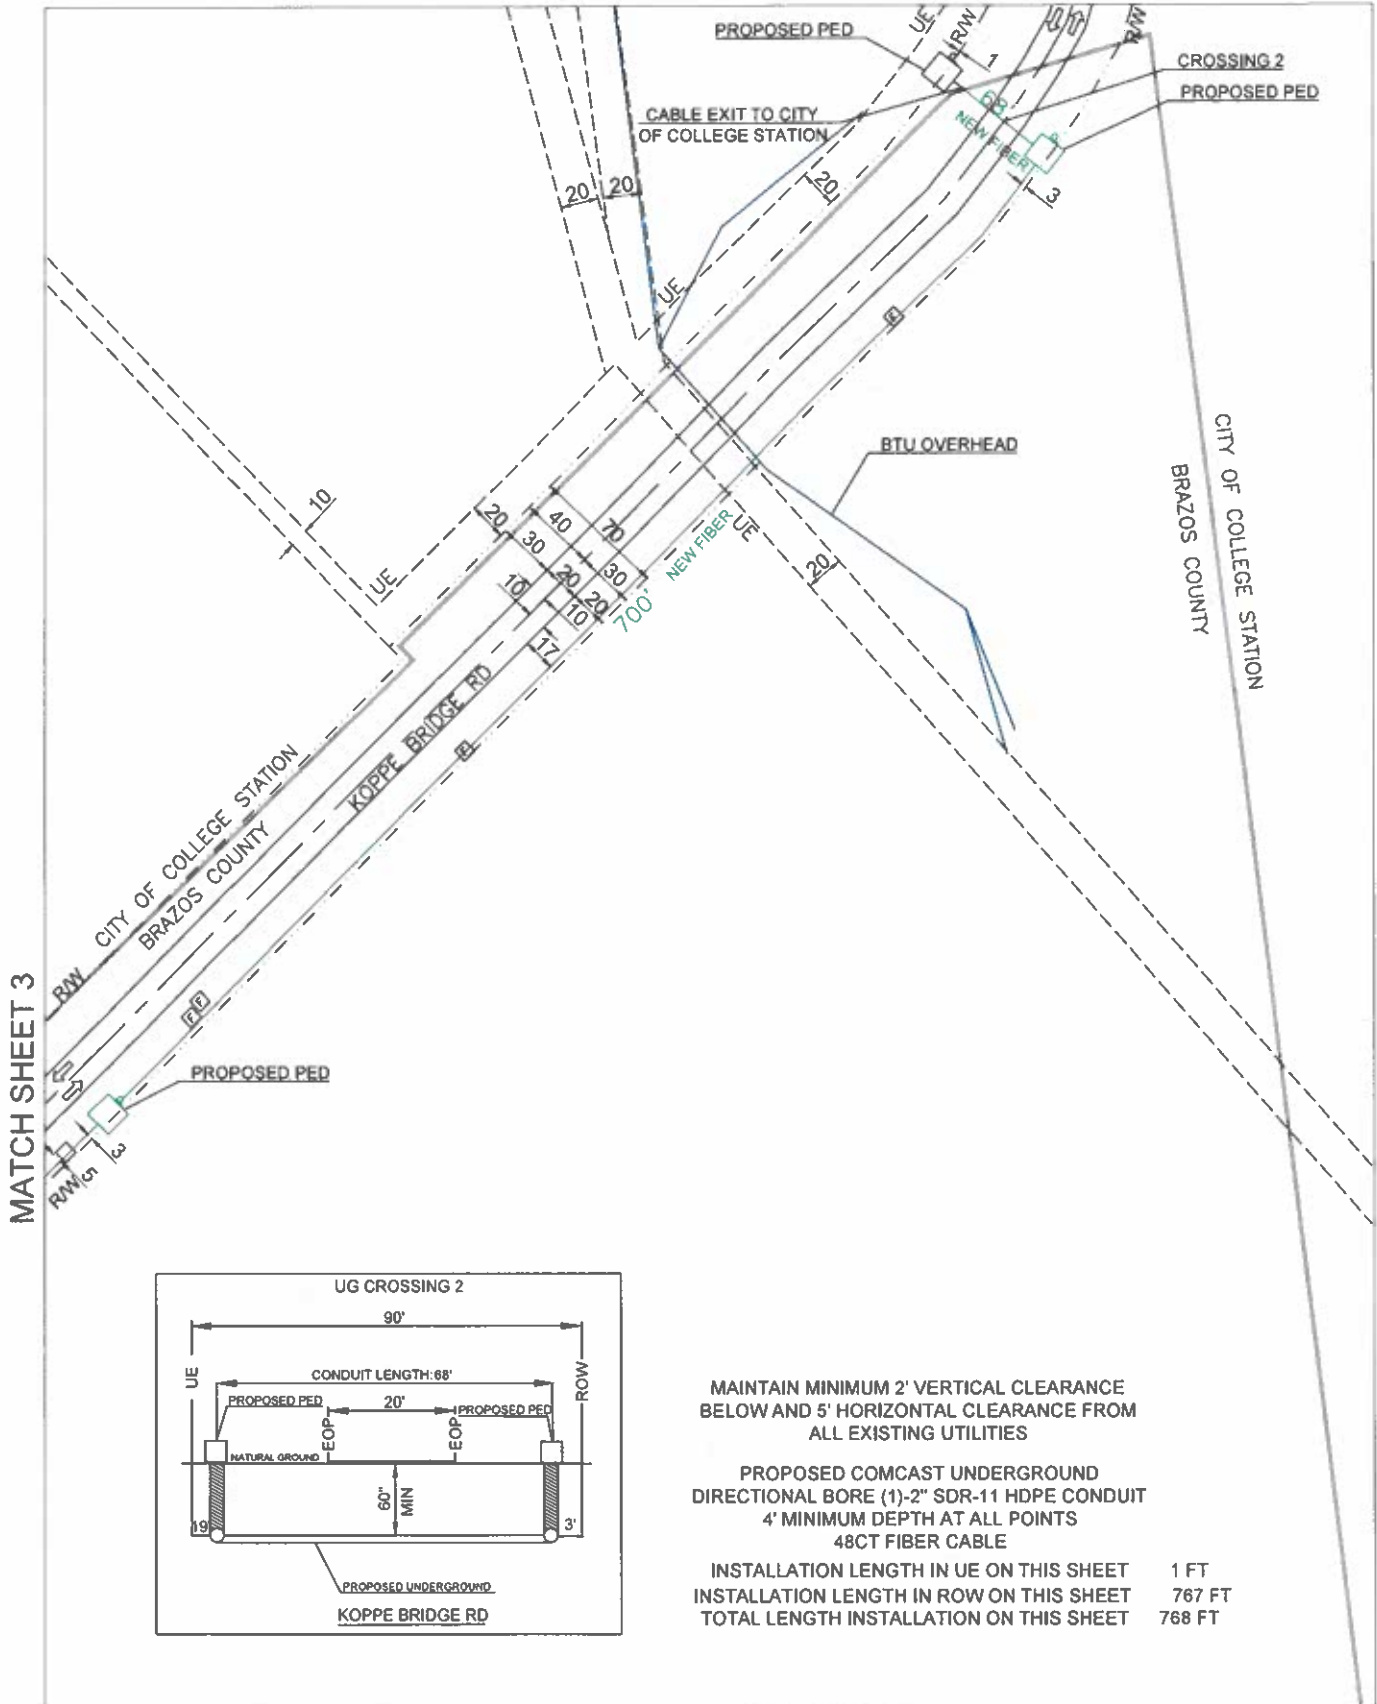 PROPOSED PED
UE
R/W
1
R/W
CROSSING 2
PROPOSED PED
CABLE EXIT TO CITY
OF COLLEGE STATION
68
NEW FIBER
3
20
20
20
UE
E
BTU OVERHEAD
CITY OF COLLEGE STATION
BRAZOS COUNTY
10
UE
20
40
70
30
30
20
10
20
10
17
700'
NEW FIBER
UE
20
KOPPE BRIDGE RD
E
CITY OF COLLEGE STATION
BRAZOS COUNTY
R/W
F
F
MATCH SHEET 3
PROPOSED PED
3
5
R/W
UG CROSSING 2
90'
UE
ROW
CONDUIT LENGTH:68'
PROPOSED PED
20'
PROPOSED PED
EOP
EOP
NATURAL GROUND
60"
MIN
19'
3'
PROPOSED UNDERGROUND
KOPPE BRIDGE RD
MAINTAIN MINIMUM 2' VERTICAL CLEARANCE
BELOW AND 5' HORIZONTAL CLEARANCE FROM
ALL EXISTING UTILITIES
PROPOSED COMCAST UNDERGROUND
DIRECTIONAL BORE (1)-2" SDR-11 HDPE CONDUIT
4' MINIMUM DEPTH AT ALL POINTS
48CT FIBER CABLE
INSTALLATION LENGTH IN UE ON THIS SHEET 1 FT
INSTALLATION LENGTH IN ROW ON THIS SHEET 767 FT
TOTAL LENGTH INSTALLATION ON THIS SHEET 768 FT